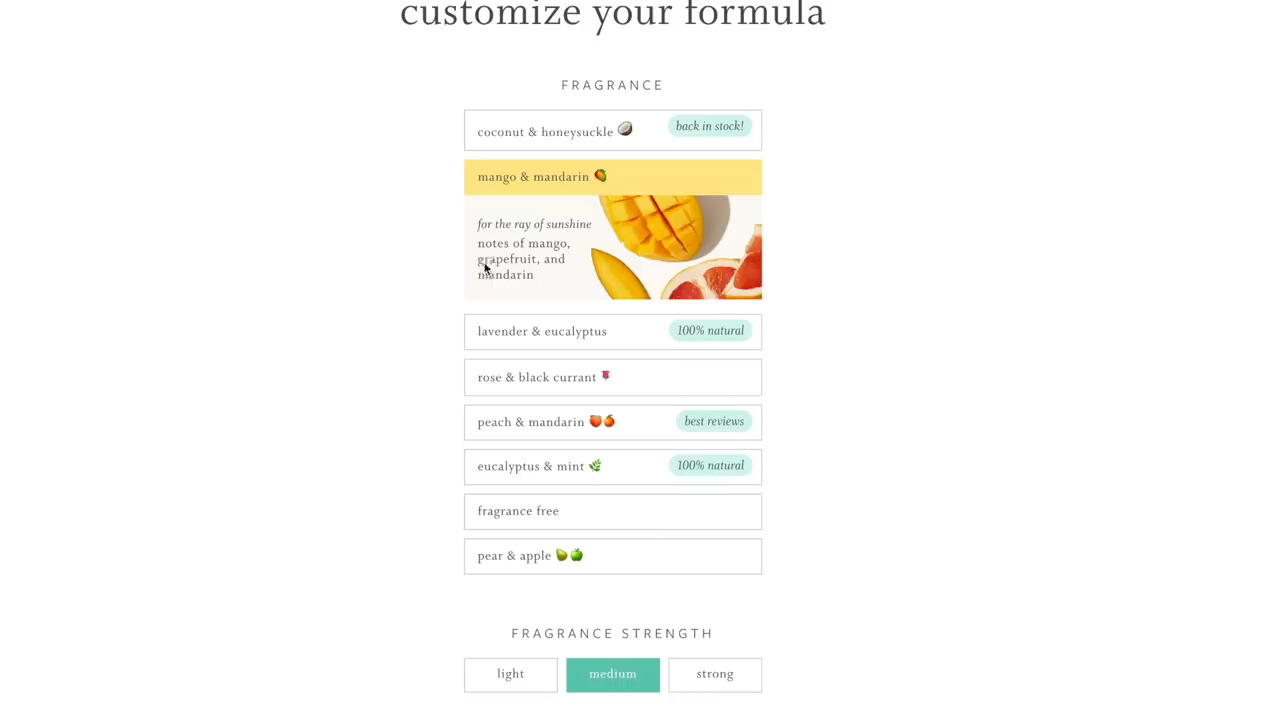 customize your formula
FRAGRANCE
coconut & honeysuckle 🥥 back in stock!
mango & mandarin 🥭
for the ray of sunshine
notes of mango,
grapefruit, and
mandarin
lavender & eucalyptus 100% natural
rose & black currant 🌹
peach & mandarin 🍑🍊 best reviews
eucalyptus & mint 🌿 100% natural
fragrance free
pear & apple 🍐🍏
FRAGRANCE STRENGTH
light medium strong